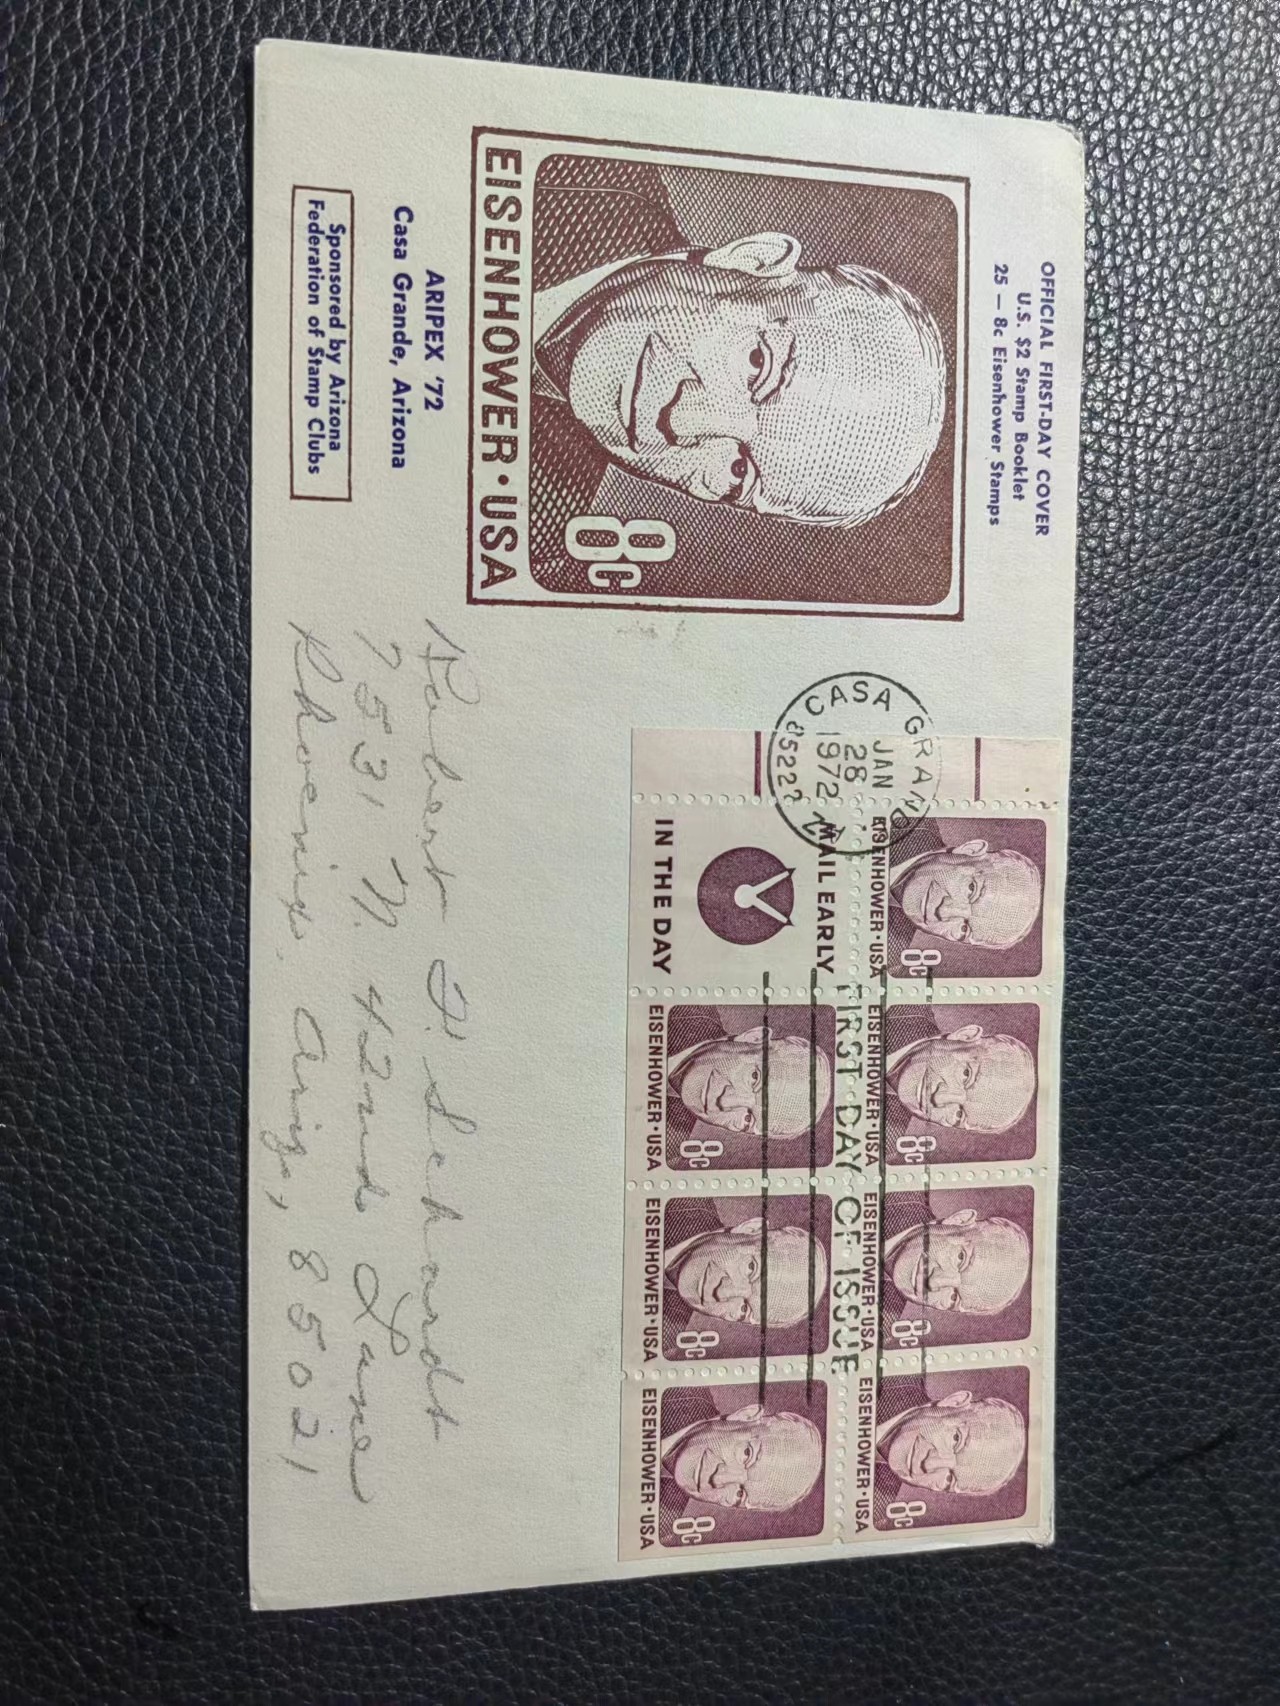 OFFICIAL FIRST-DAY COVER
U.S. $2 Stamp Booklet
25 — 8c Eisenhower Stamps
8c
EISENHOWER · USA
ARIPEX '72
Casa Grande, Arizona
Sponsored by Arizona
Federation of Stamp Clubs
CASA GRANDE
JAN
28
1972
FIRST DAY OF ISSUE
8c
EISENHOWER · USA
8c
EISENHOWER · USA
8c
EISENHOWER · USA
8c
EISENHOWER · USA
MAIL EARLY
IN THE DAY
8c
EISENHOWER · USA
8c
EISENHOWER · USA
8c
EISENHOWER · USA
7531 N. 42nd Lane
Phoenix, Ariz, 85021